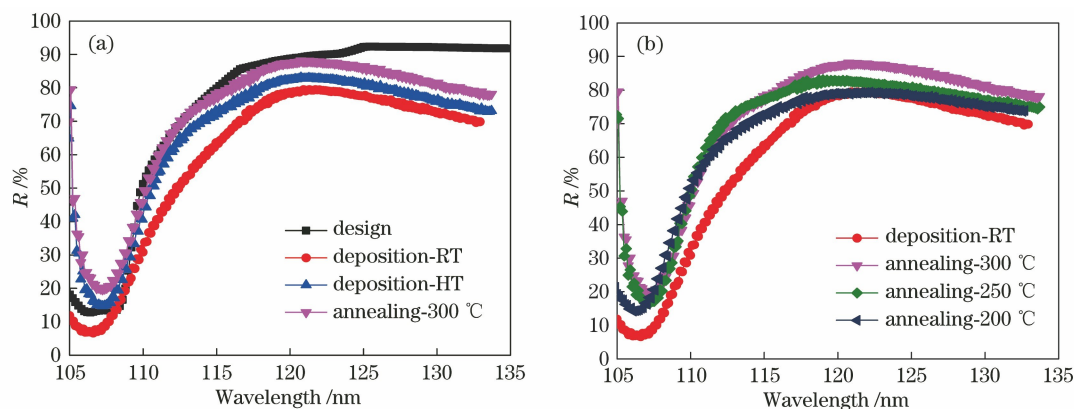 (a)
100
90
80
70
60
50
40
30
20
10
0
R /%
design
deposition-RT
deposition-HT
annealing-300 ℃
105 110 115 120 125 130 135
Wavelength /nm
(b)
100
90
80
70
60
50
40
30
20
10
0
R /%
deposition-RT
annealing-300 ℃
annealing-250 ℃
annealing-200 ℃
105 110 115 120 125 130 135
Wavelength /nm